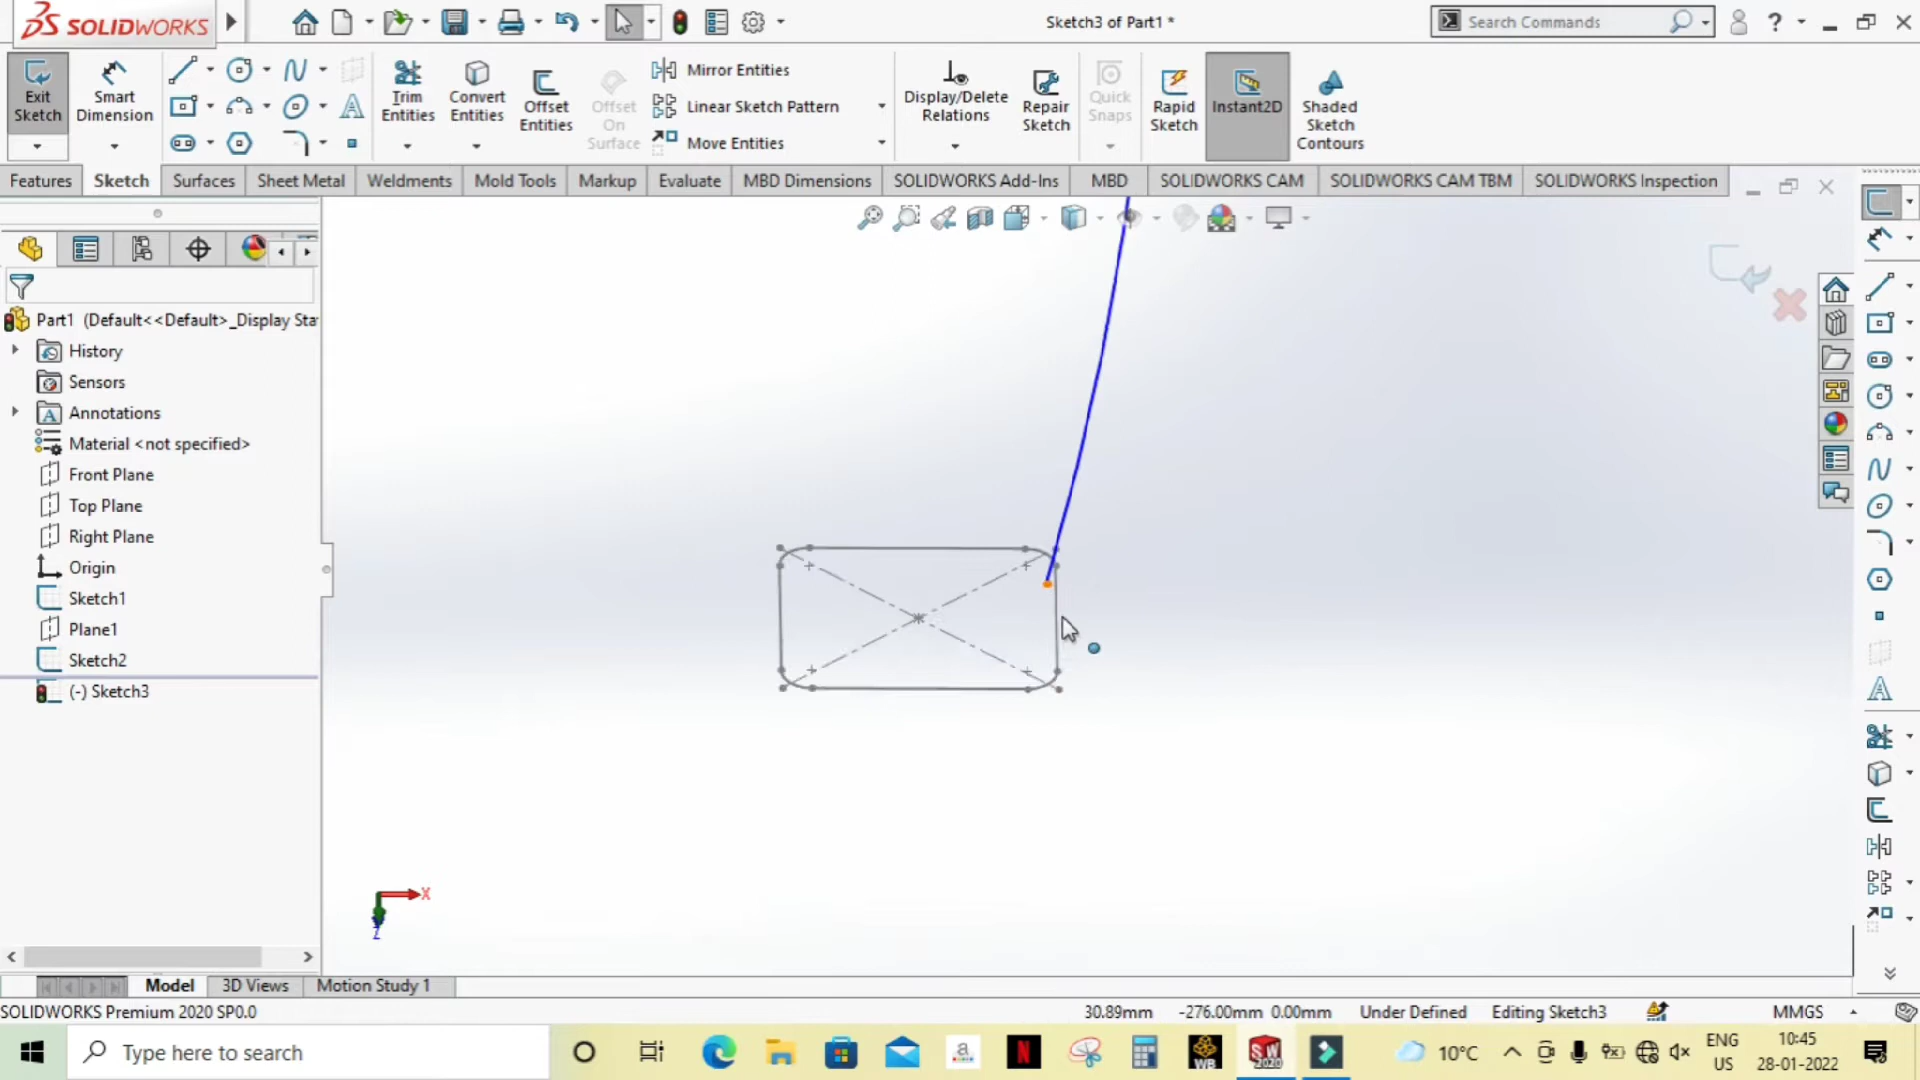 SOLIDWORKS
Sketch3 of Part1 *
Search Commands
Exit
Sketch
Smart
Dimension
Trim
Entities
Convert
Entities
Offset
Entities
Offset
On
Surface
Mirror Entities
Linear Sketch Pattern
Move Entities
Display/Delete
Relations
Repair
Sketch
Quick
Snaps
Rapid
Sketch
Instant2D
Shaded
Sketch
Contours
Features
Sketch
Surfaces
Sheet Metal
Weldments
Mold Tools
Markup
Evaluate
MBD Dimensions
SOLIDWORKS Add-Ins
MBD
SOLIDWORKS CAM
SOLIDWORKS CAM TBM
SOLIDWORKS Inspection
Part1 (Default<<Default>_Display Sta
History
Sensors
Annotations
Material <not specified>
Front Plane
Top Plane
Right Plane
Origin
Sketch1
Plane1
Sketch2
(-) Sketch3
X
Z
Model
3D Views
Motion Study 1
SOLIDWORKS Premium 2020 SP0.0
30.89mm
-276.00mm
0.00mm
Under Defined
Editing Sketch3
MMGS
Type here to search
10°C
ENG
US
10:45
28-01-2022